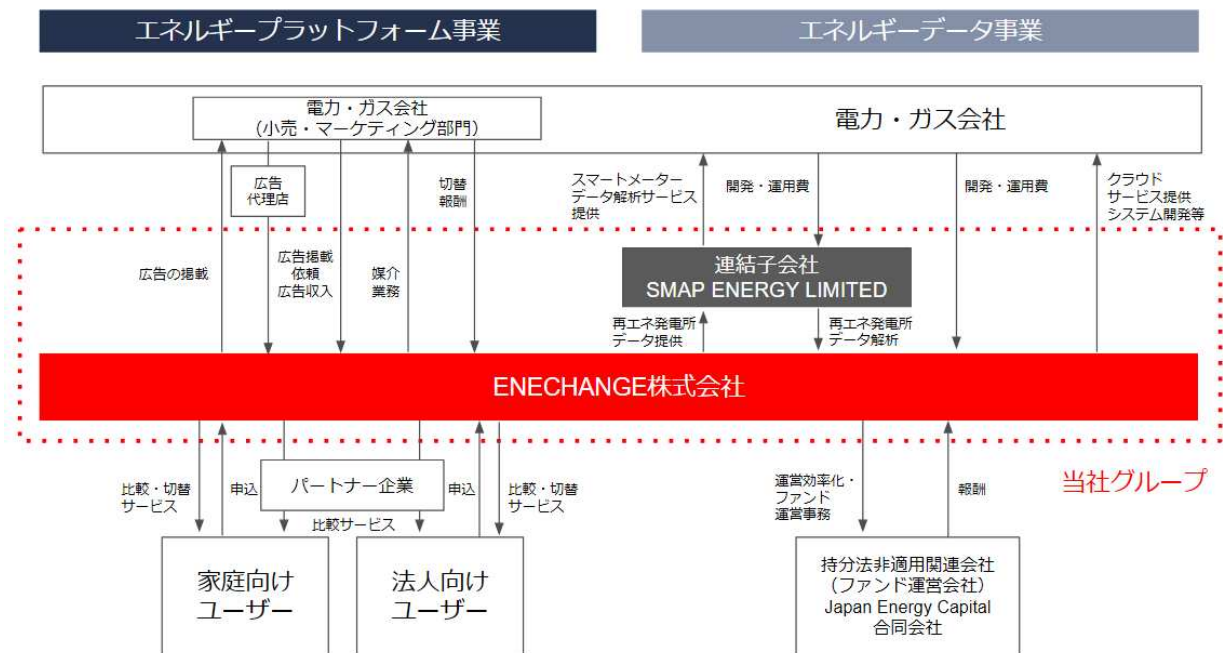 エネルギープラットフォーム事業
エネルギーデータ事業
電力・ガス会社
（小売・マーケティング部門）
電力・ガス会社
広告
代理店
切替
報酬
スマートメーター
データ解析サービス
提供
開発・運用費
開発・運用費
クラウド
サービス提供
システム開発等
広告の掲載
広告掲載
依頼
広告収入
媒介
業務
連結子会社
SMAP ENERGY LIMITED
再エネ発電所
データ提供
再エネ発電所
データ解析
ENECHANGE株式会社
比較・切替
サービス
申込
パートナー企業
申込
比較・切替
サービス
比較サービス
運営効率化・
ファンド
運営事務
報酬
当社グループ
家庭向け
ユーザー
法人向け
ユーザー
持分法非適用関連会社
（ファンド運営会社）
Japan Energy Capital
合同会社